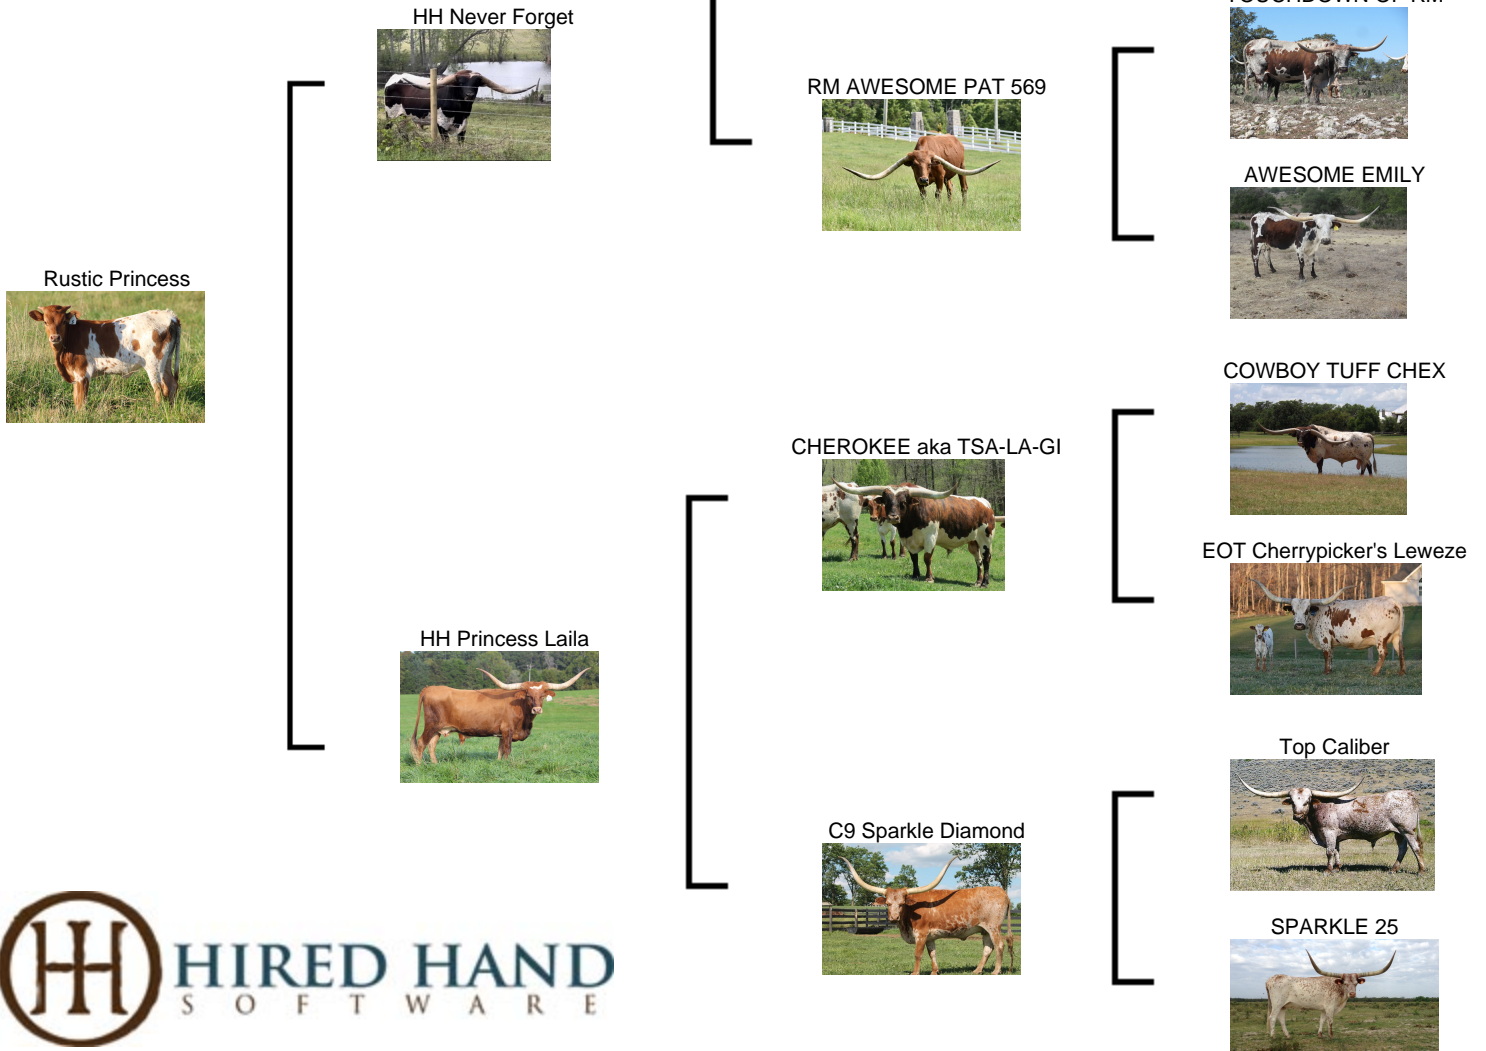 HH Never Forget
RM AWESOME PAT 569
AWESOME EMILY
Rustic Princess
COWBOY TUFF CHEX
CHEROKEE aka TSA-LA-GI
EOT Cherrypicker's Leweze
HH Princess Laila
Top Caliber
C9 Sparkle Diamond
SPARKLE 25
HIRED HAND
SOFTWARE